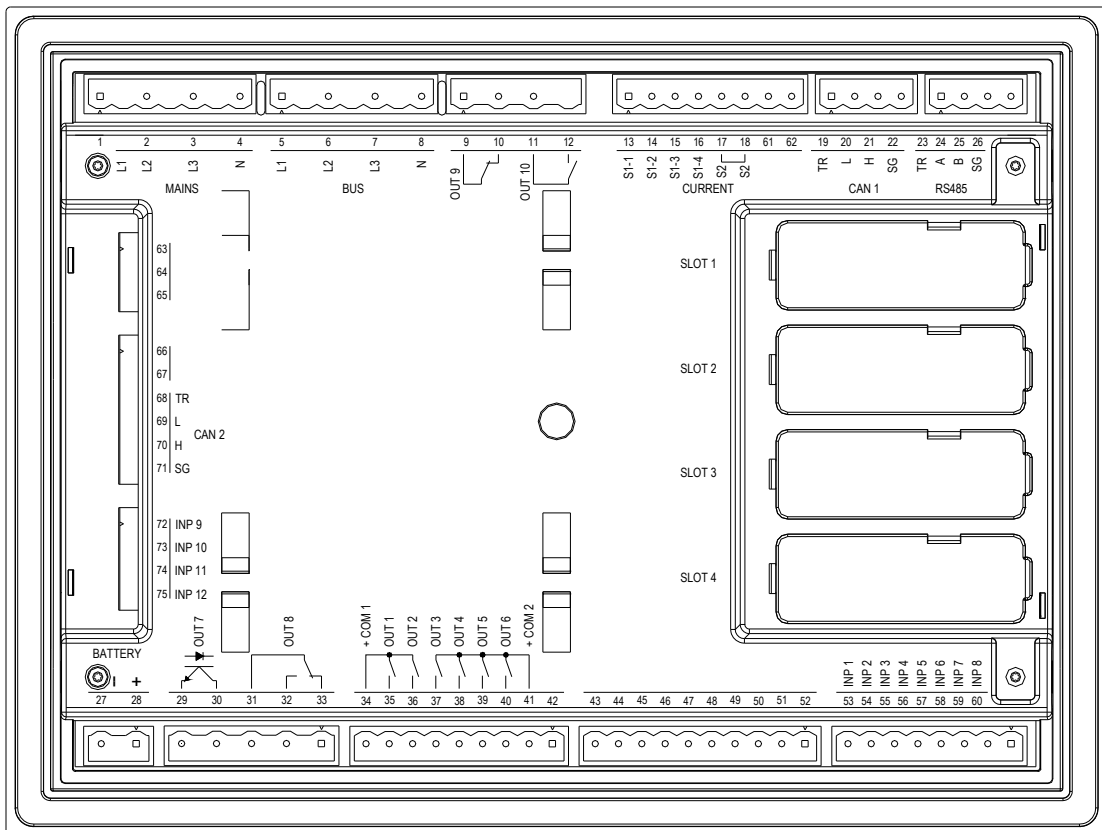 1 2 3 4 5 6 7 8 9 10 11 12 13 14 15 16 17 18 61 62 19 20 21 22 23 24 25 26
L1 L2 L3 N L1 L2 L3 N OUT 9 OUT 10 S1-1 S1-2 S1-3 S1-4 S2 S2 TR L H SG TR A B SG
MAINS BUS CURRENT CAN 1 RS485
63
SLOT 1
64
65
66
SLOT 2
67
68 TR
69 L
CAN 2
70 H
71 SG
SLOT 3
72 INP 9
73 INP 10
74 INP 11
SLOT 4
75 INP 12
OUT7 OUT8 + COM 1 OUT 1 OUT 2 OUT 3 OUT 4 OUT 5 OUT 6 + COM 2
BATTERY
– +
INP 1 INP 2 INP 3 INP 4 INP 5 INP 6 INP 7 INP 8
27 28 29 30 31 32 33 34 35 36 37 38 39 40 41 42 43 44 45 46 47 48 49 50 51 52 53 54 55 56 57 58 59 60